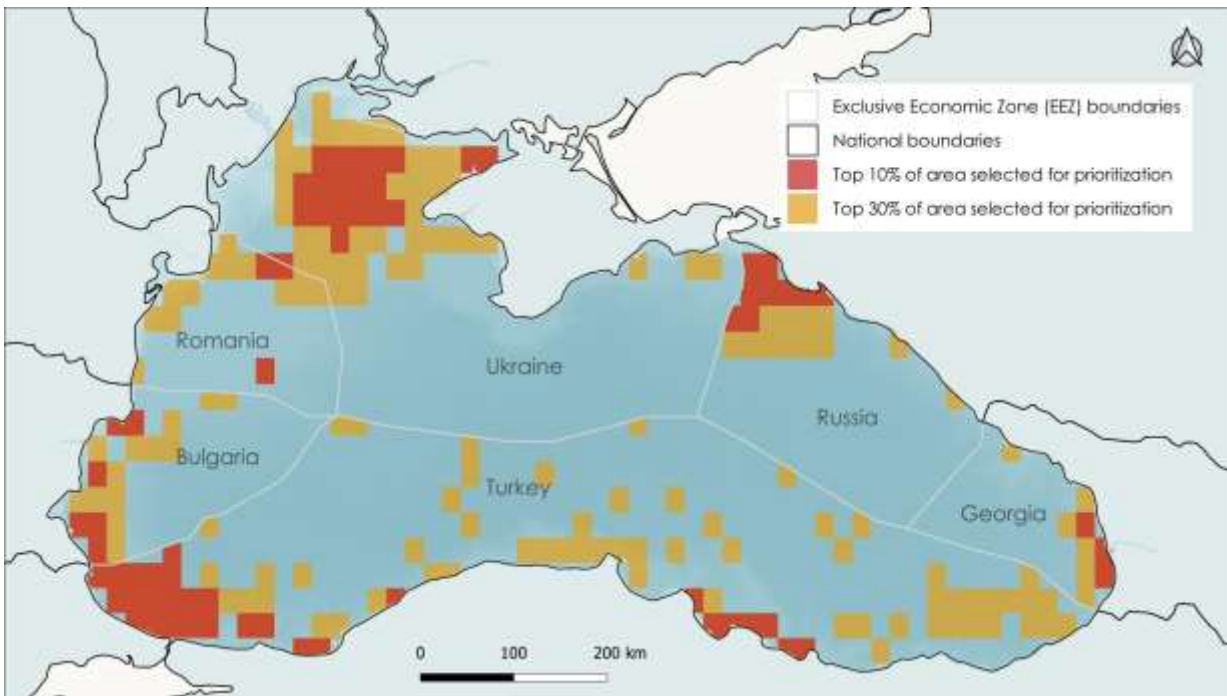 Exclusive Economic Zone (EEZ) boundaries
National boundaries
Top 10% of area selected for prioritization
Top 30% of area selected for prioritization
Romania
Ukraine
Russia
Bulgaria
Turkey
Georgia
0 100 200 km